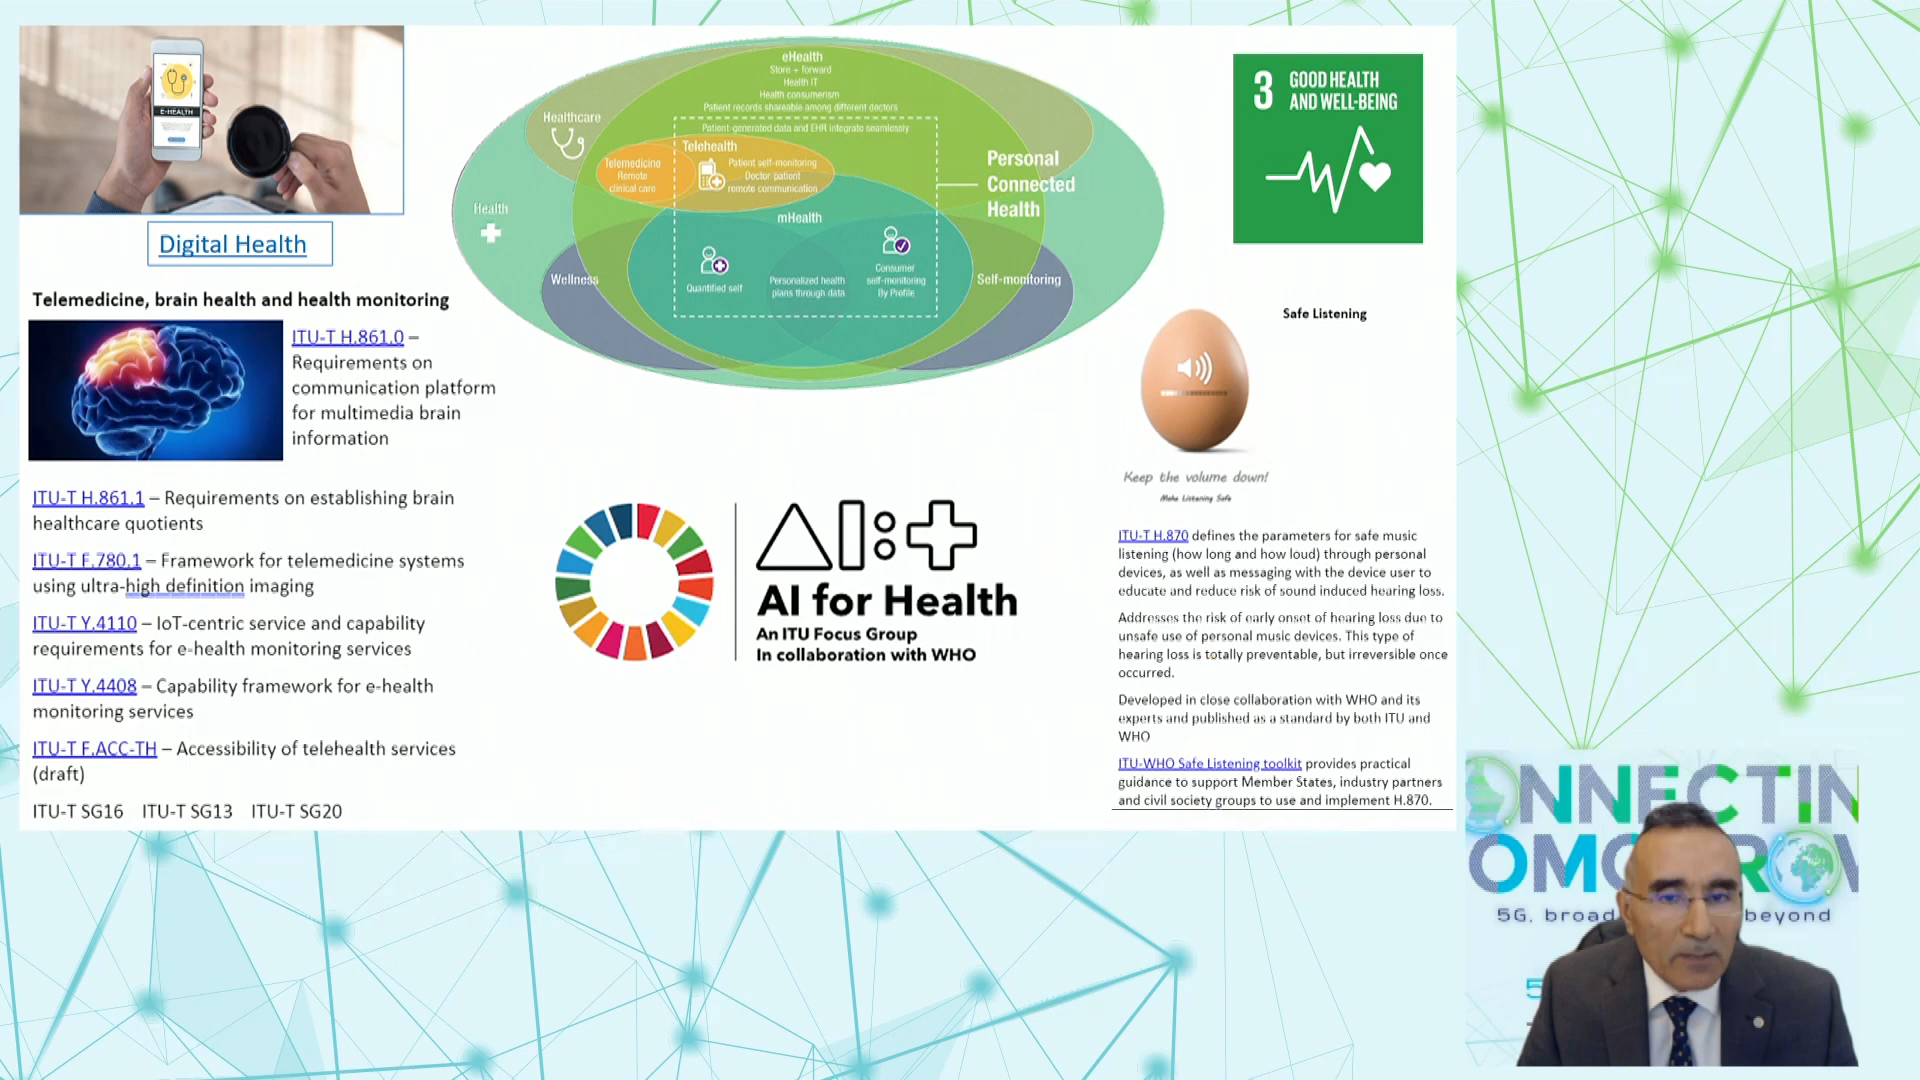 E-HEALTH
Digital Health
Telemedicine, brain health and health monitoring
ITU-T H.861.0 –
Requirements on
communication platform
for multimedia brain
information
ITU-T H.861.1 – Requirements on establishing brain
healthcare quotients
ITU-T F.780.1 – Framework for telemedicine systems
using ultra-high definition imaging
ITU-T Y.4110 – IoT-centric service and capability
requirements for e-health monitoring services
ITU-T Y.4408 – Capability framework for e-health
monitoring services
ITU-T F.ACC-TH – Accessibility of telehealth services
(draft)
ITU-T SG16 ITU-T SG13 ITU-T SG20
eHealth
Store + forward
Health IT
Health consumerism
Patient records shareable among different doctors
Patient-generated data and EHR integrate seamlessly
Healthcare
Telehealth
Telemedicine
Remote
clinical care
Patient self-monitoring
Doctor-patient
remote communication
Personal
Connected
Health
Health
mHealth
Wellness
Quantified self
Personalized health
plans through data
Consumer
self-monitoring
By Profile
Self-monitoring
AI for Health
An ITU Focus Group
In collaboration with WHO
3 GOOD HEALTH
AND WELL-BEING
Safe Listening
Keep the volume down!
Make Listening Safe
ITU-T H.870 defines the parameters for safe music
listening (how long and how loud) through personal
devices, as well as messaging with the device user to
educate and reduce risk of sound induced hearing loss.
Addresses the risk of early onset of hearing loss due to
unsafe use of personal music devices. This type of
hearing loss is totally preventable, but irreversible once
occurred.
Developed in close collaboration with WHO and its
experts and published as a standard by both ITU and
WHO
ITU-WHO Safe Listening toolkit provides practical
guidance to support Member States, industry partners
and civil society groups to use and implement H.870.
ONNECTIN
OMO R W
5G, broad beyond
5